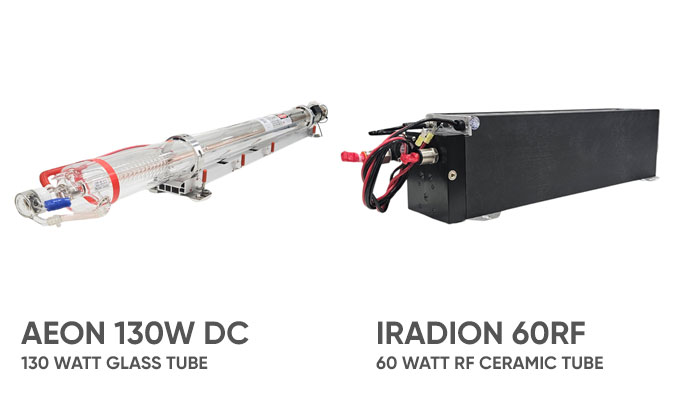 AEON 130W DC
130 WATT GLASS TUBE
IRADION 60RF
60 WATT RF CERAMIC TUBE